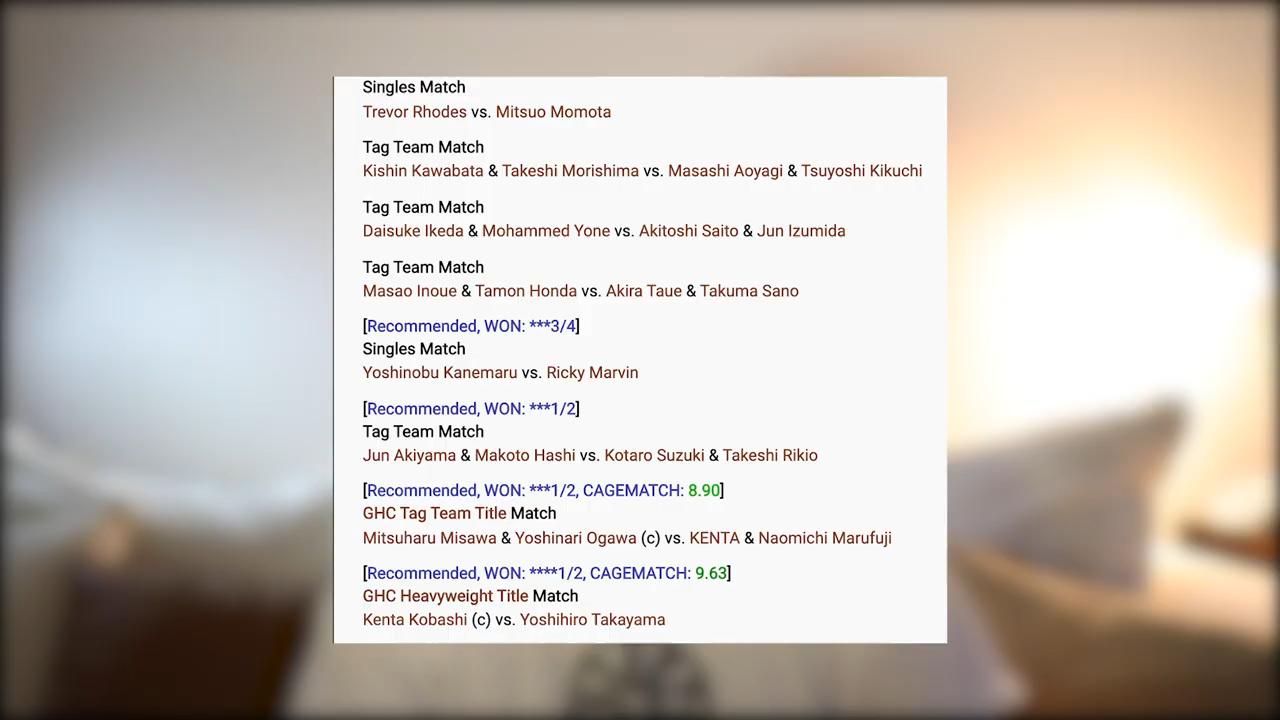 Singles Match
Trevor Rhodes vs. Mitsuo Momota
Tag Team Match
Kishin Kawabata & Takeshi Morishima vs. Masashi Aoyagi & Tsuyoshi Kikuchi
Tag Team Match
Daisuke Ikeda & Mohammed Yone vs. Akitoshi Saito & Jun Izumida
Tag Team Match
Masao Inoue & Tamon Honda vs. Akira Taue & Takuma Sano
[Recommended, WON: ***3/4]
Singles Match
Yoshinobu Kanemaru vs. Ricky Marvin
[Recommended, WON: ***1/2]
Tag Team Match
Jun Akiyama & Makoto Hashi vs. Kotaro Suzuki & Takeshi Rikio
[Recommended, WON: ***1/2, CAGEMATCH: 8.90]
GHC Tag Team Title Match
Mitsuharu Misawa & Yoshinari Ogawa (c) vs. KENTA & Naomichi Marufuji
[Recommended, WON: ****1/2, CAGEMATCH: 9.63]
GHC Heavyweight Title Match
Kenta Kobashi (c) vs. Yoshihiro Takayama